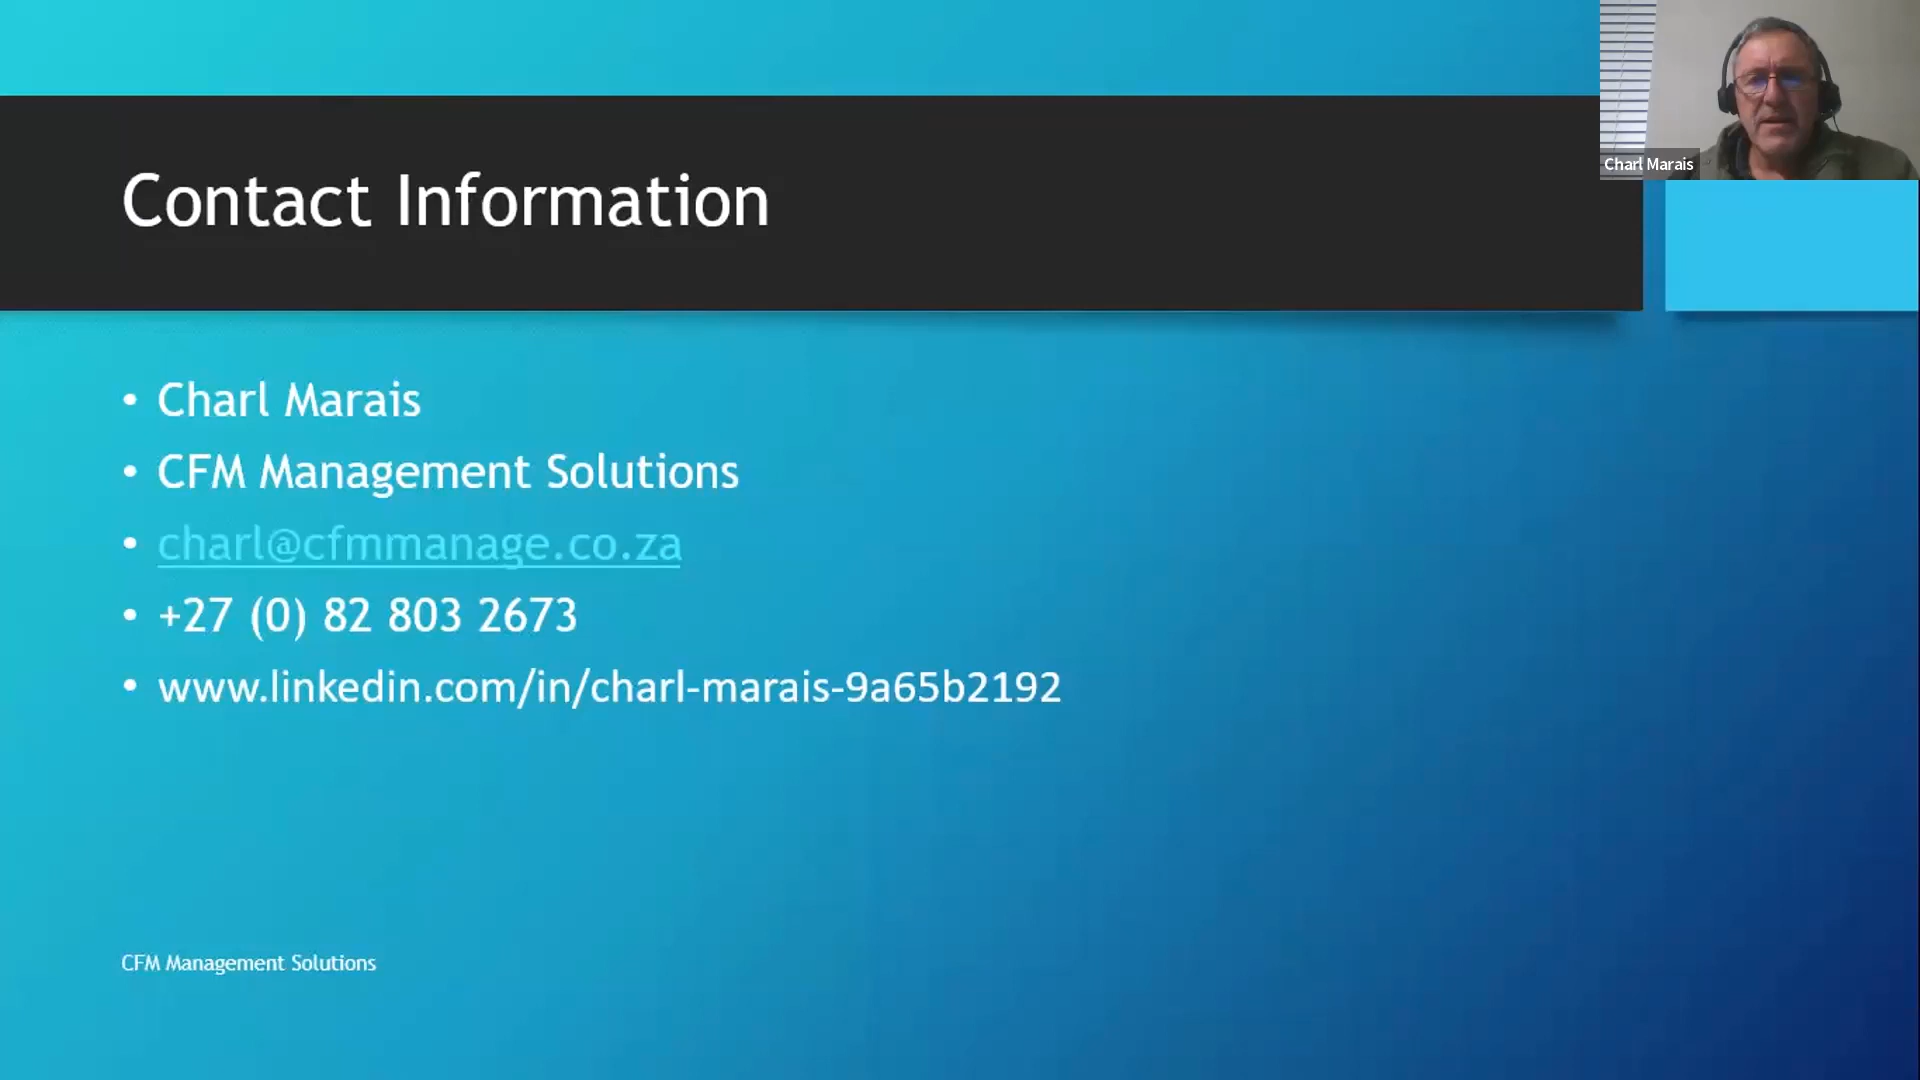 Charl Marais
Contact Information
• Charl Marais
• CFM Management Solutions
• charl@cfmmanage.co.za
• +27 (0) 82 803 2673
• www.linkedin.com/in/charl-marais-9a65b2192
CFM Management Solutions